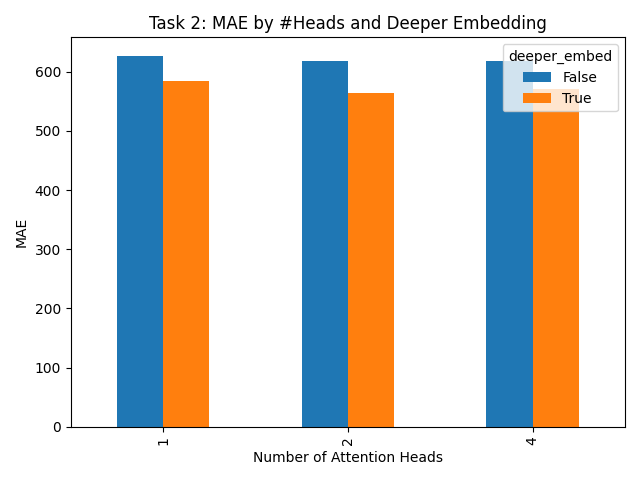 Task 2: MAE by #Heads and Deeper Embedding
deeper_embed
False
True
600
500
400
300
200
100
0
MAE
1
2
4
Number of Attention Heads